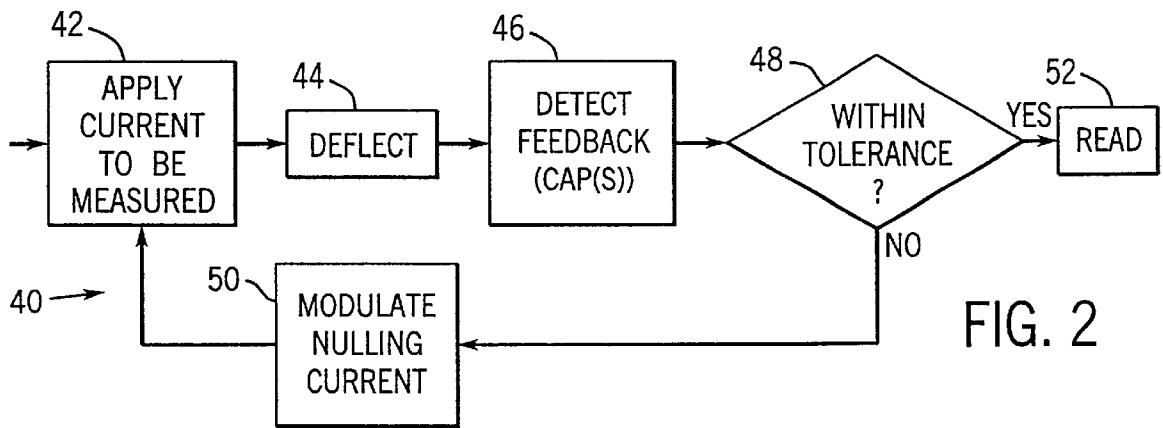 42
APPLY
CURRENT
TO BE
MEASURED
44
DEFLECT
46
DETECT
FEEDBACK
(CAP(S))
48
WITHIN
TOLERANCE
?
YES
52
READ
NO
50
MODULATE
NULLING
CURRENT
40
FIG. 2